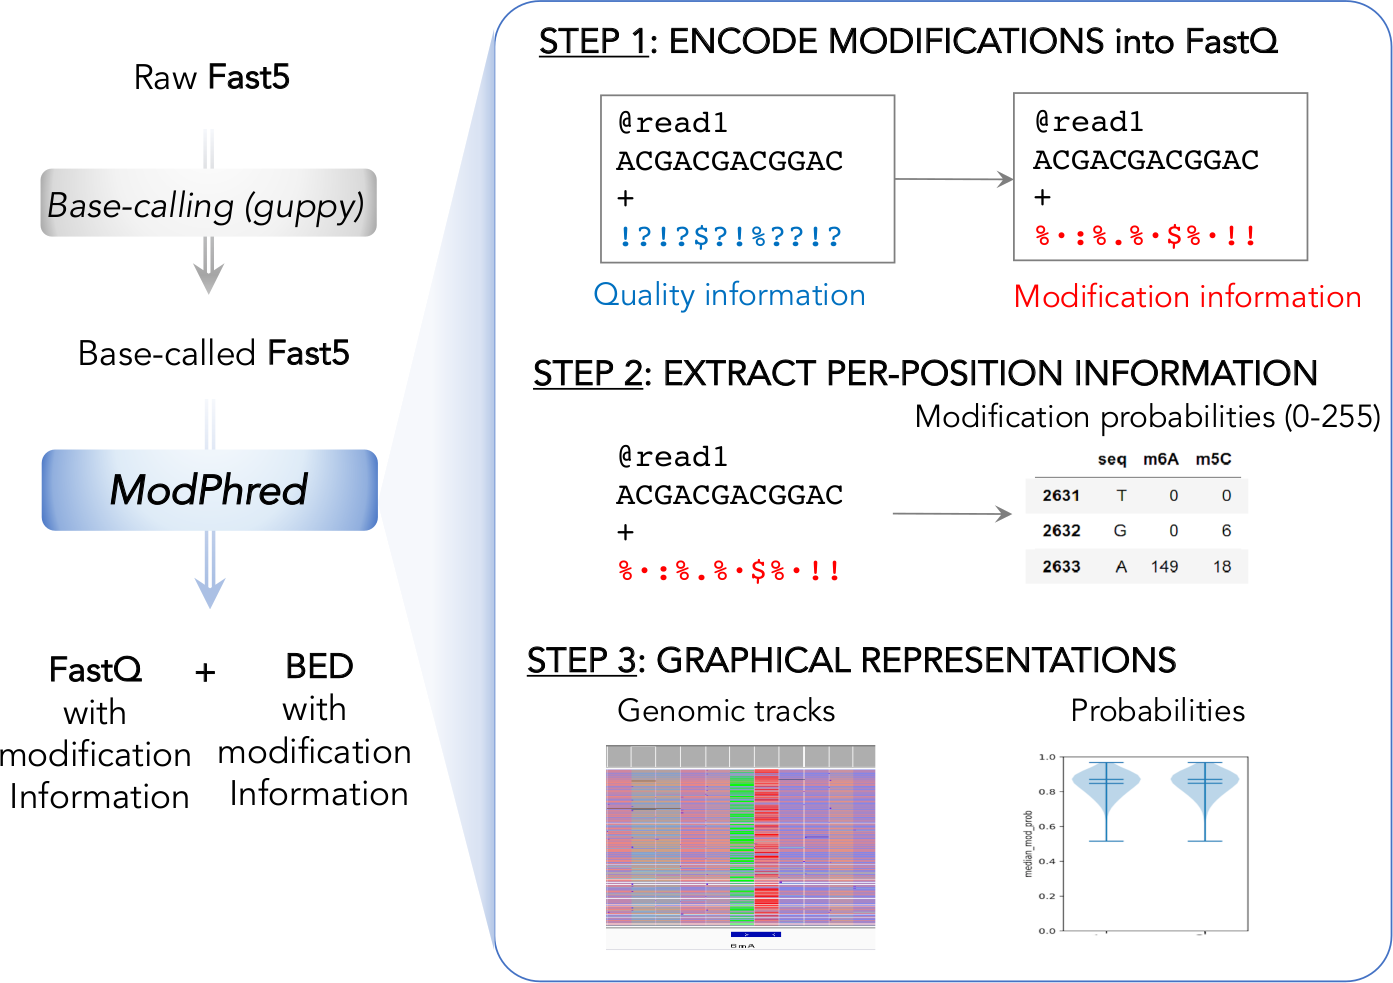 Raw Fast5
Base-calling (guppy)
Base-called Fast5
ModPhred
FastQ
with
modification
Information
+
BED
with
modification
Information
STEP 1: ENCODE MODIFICATIONS into FastQ
@read1
ACGACGACGGAC
+
!?!?$?!%??!?
Quality information
@read1
ACGACGACGGAC
+
%·:%.%·$%·!!
Modification information
STEP 2: EXTRACT PER-POSITION INFORMATION
Modification probabilities (0-255)
@read1
ACGACGACGGAC
+
%·:%.%·$%·!!
seq m6A m5C
2631 T 0 0
2632 G 0 6
2633 A 149 18
STEP 3: GRAPHICAL REPRESENTATIONS
Genomic tracks
Probabilities
1.0
0.8
0.6
0.4
0.2
0.0
median_mod_prob